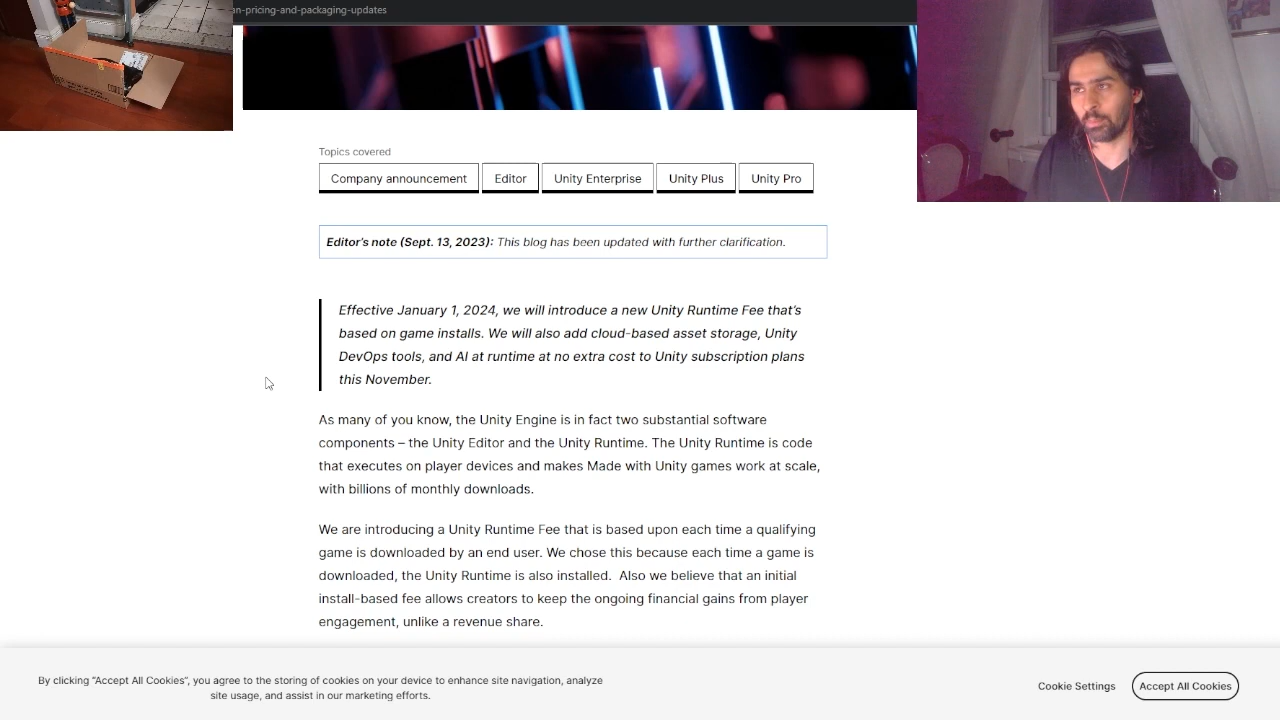 on-pricing-and-packaging-updates
Topics covered
Company announcement
Editor
Unity Enterprise
Unity Plus
Unity Pro
Editor's note (Sept. 13, 2023): This blog has been updated with further clarification.
Effective January 1, 2024, we will introduce a new Unity Runtime Fee that's
based on game installs. We will also add cloud-based asset storage, Unity
DevOps tools, and AI at runtime at no extra cost to Unity subscription plans
this November.
As many of you know, the Unity Engine is in fact two substantial software
components – the Unity Editor and the Unity Runtime. The Unity Runtime is code
that executes on player devices and makes Made with Unity games work at scale,
with billions of monthly downloads.
We are introducing a Unity Runtime Fee that is based upon each time a qualifying
game is downloaded by an end user. We chose this because each time a game is
downloaded, the Unity Runtime is also installed.  Also we believe that an initial
install-based fee allows creators to keep the ongoing financial gains from player
engagement, unlike a revenue share.
By clicking "Accept All Cookies", you agree to the storing of cookies on your device to enhance site navigation, analyze
site usage, and assist in our marketing efforts.
Cookie Settings
Accept All Cookies